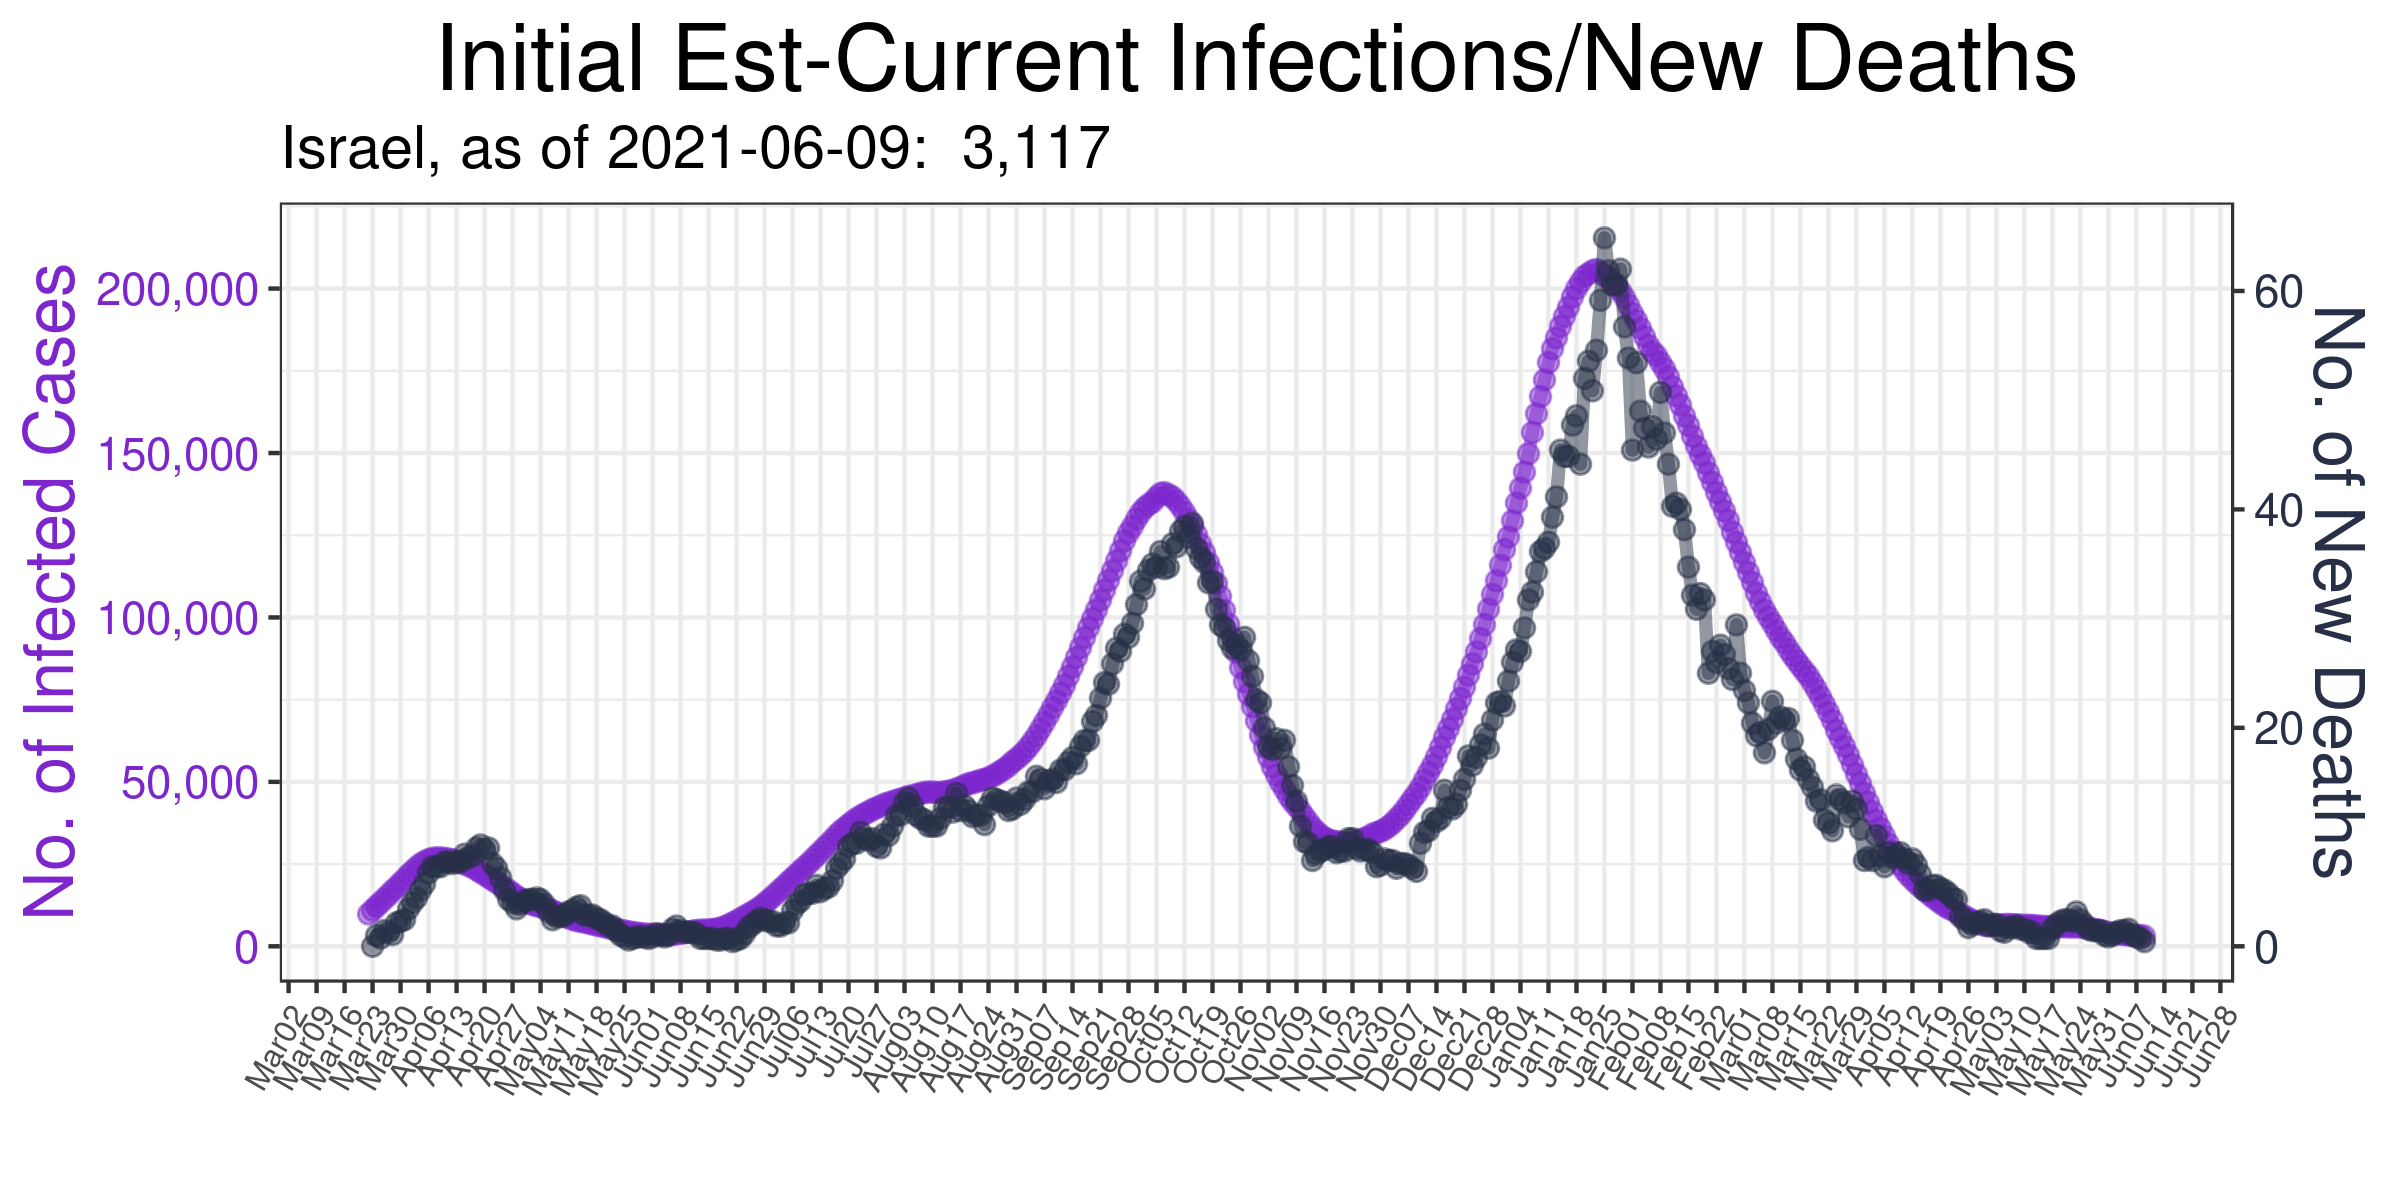 Initial Est-Current Infections/New Deaths
Israel, as of 2021-06-09:  3,117
No. of Infected Cases
200,000
150,000
100,000
50,000
0
60
40
20
0
No. of New Deaths
Mar02
Mar09
Mar16
Mar23
Mar30
Apr06
Apr13
Apr20
Apr27
May04
May11
May18
May25
Jun01
Jun08
Jun15
Jun22
Jun29
Jul06
Jul13
Jul20
Jul27
Aug03
Aug10
Aug17
Aug24
Aug31
Sep07
Sep14
Sep21
Sep28
Oct05
Oct12
Oct19
Oct26
Nov02
Nov09
Nov16
Nov23
Nov30
Dec07
Dec14
Dec21
Dec28
Jan04
Jan11
Jan18
Jan25
Feb01
Feb08
Feb15
Feb22
Mar01
Mar08
Mar15
Mar22
Mar29
Apr05
Apr12
Apr19
Apr26
May03
May10
May17
May24
May31
Jun07
Jun14
Jun21
Jun28